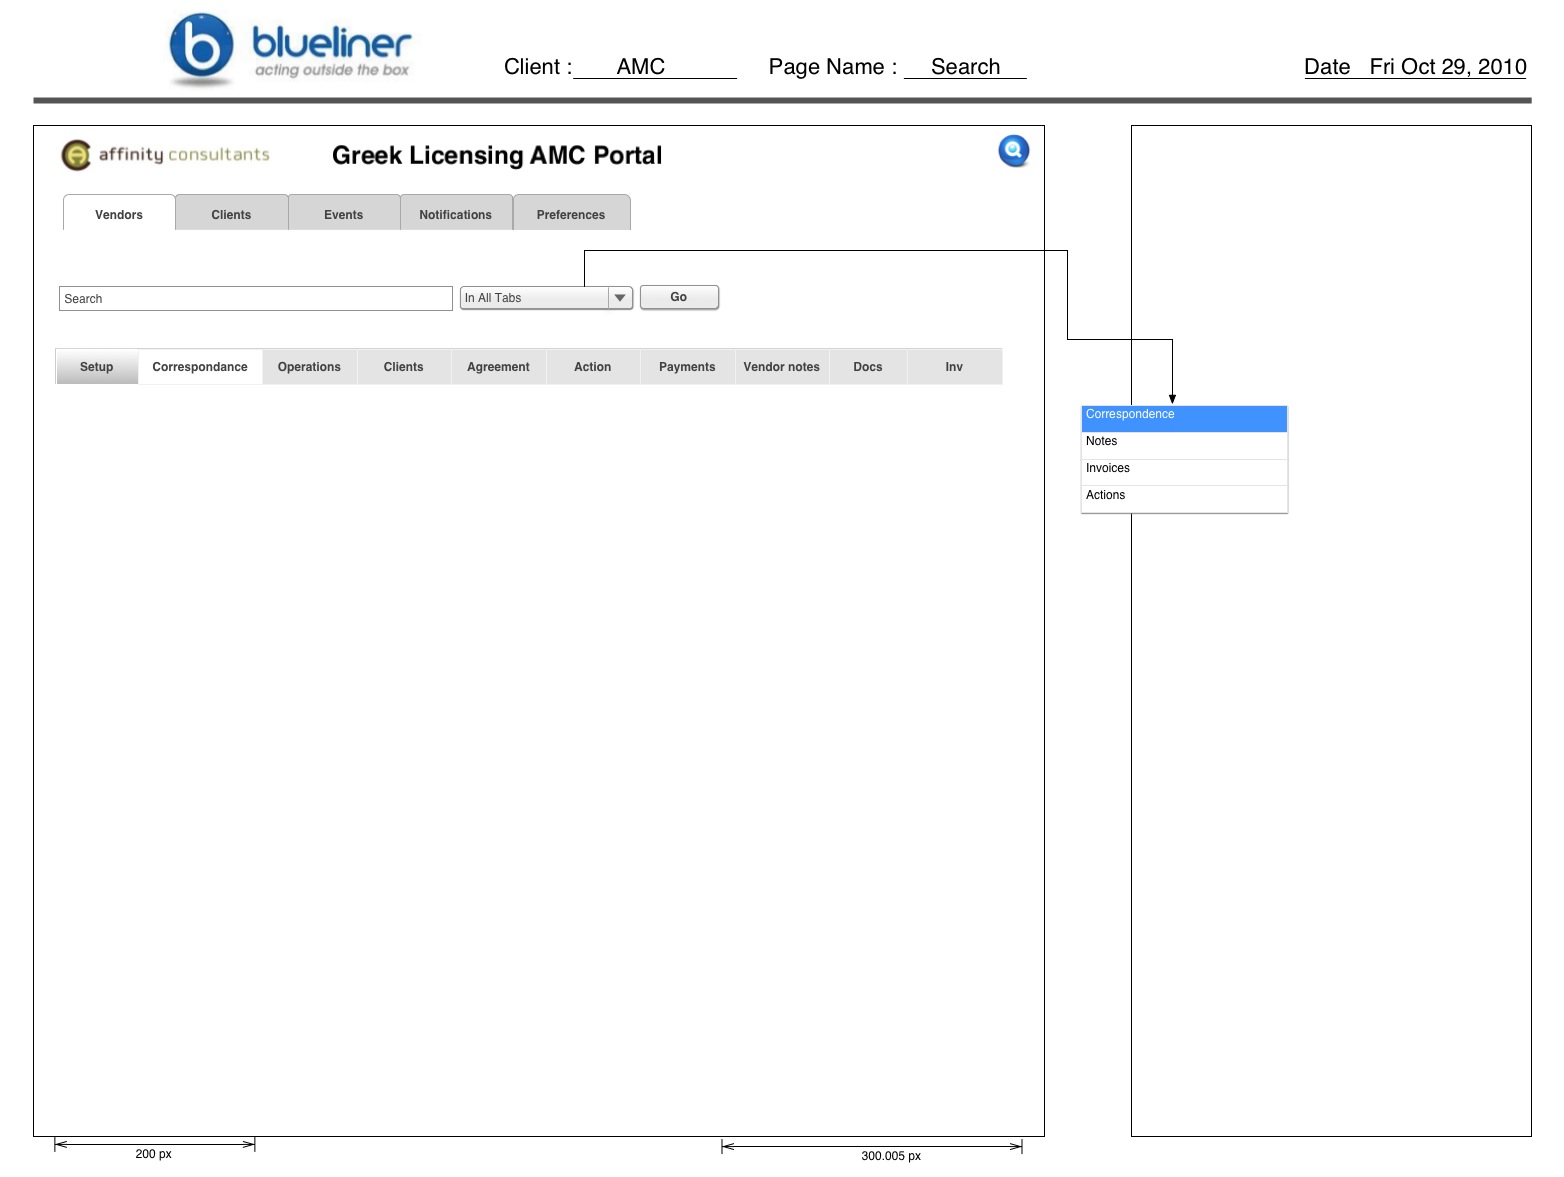 blueliner
acting outside the box
Client : AMC Page Name : Search Date Fri Oct 29, 2010
affinity consultants
Greek Licensing AMC Portal
Vendors Clients Events Notifications Preferences
Search In All Tabs Go
Setup Correspondance Operations Clients Agreement Action Payments Vendor notes Docs Inv
Correspondence
Notes
Invoices
Actions
200 px
300.005 px